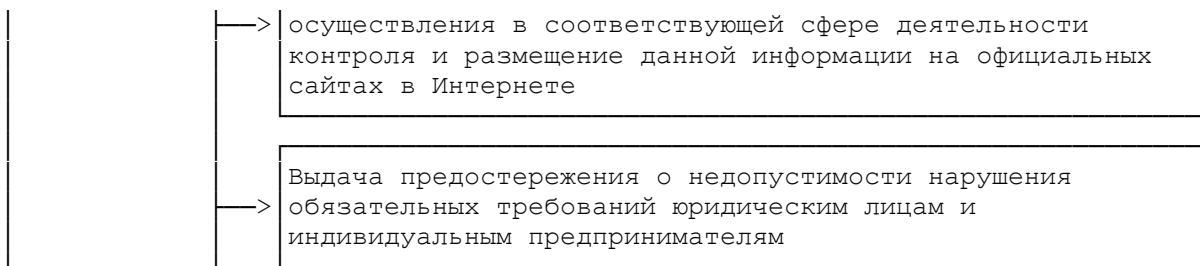 осуществления в соответствующей сфере деятельности
контроля и размещение данной информации на официальных
сайтах в Интернете
Выдача предостережения о недопустимости нарушения
обязательных требований юридическим лицам и
индивидуальным предпринимателям